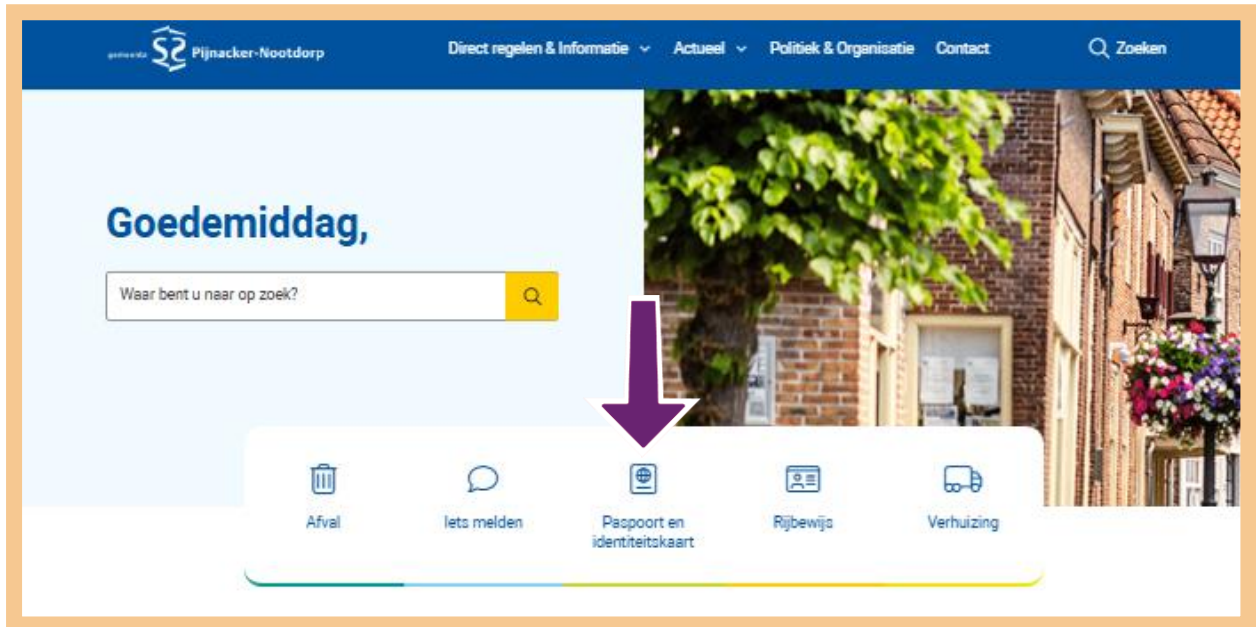 gemeente Pijnacker-Nootdorp
Direct regelen & Informatie Actueel Politiek & Organisatie Contact Zoeken
Goedemiddag,
Waar bent u naar op zoek?
Afval Iets melden Paspoort en identiteitskaart Rijbewijs Verhuizing